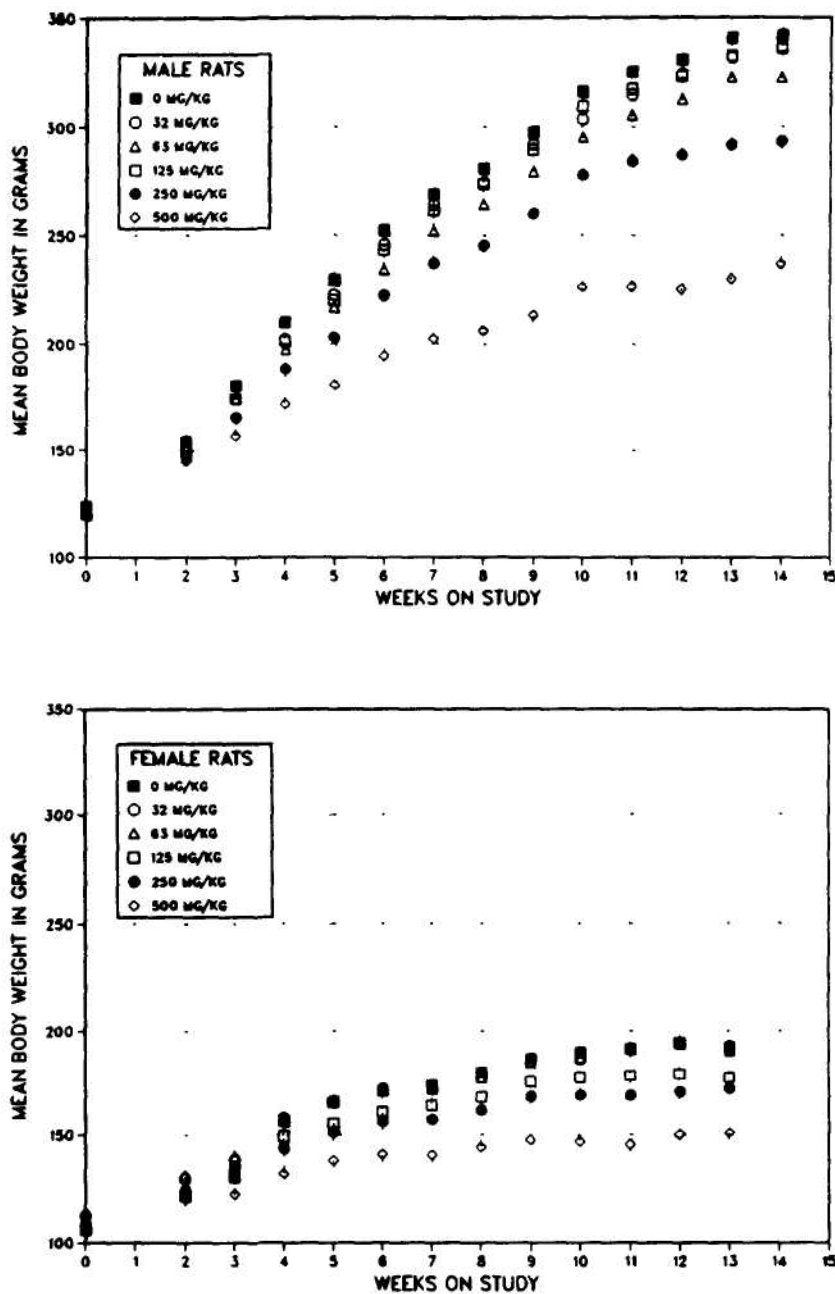 MEAN BODY WEIGHT IN GRAMS
350
300
250
200
150
100
MALE RATS
0 MG/KG
32 MG/KG
63 MG/KG
125 MG/KG
250 MG/KG
500 MG/KG
0 1 2 3 4 5 6 7 8 9 10 11 12 13 14 15
WEEKS ON STUDY
MEAN BODY WEIGHT IN GRAMS
350
300
250
200
150
100
FEMALE RATS
0 MG/KG
32 MG/KG
63 MG/KG
125 MG/KG
250 MG/KG
500 MG/KG
0 1 2 3 4 5 6 7 8 9 10 11 12 13 14 15
WEEKS ON STUDY